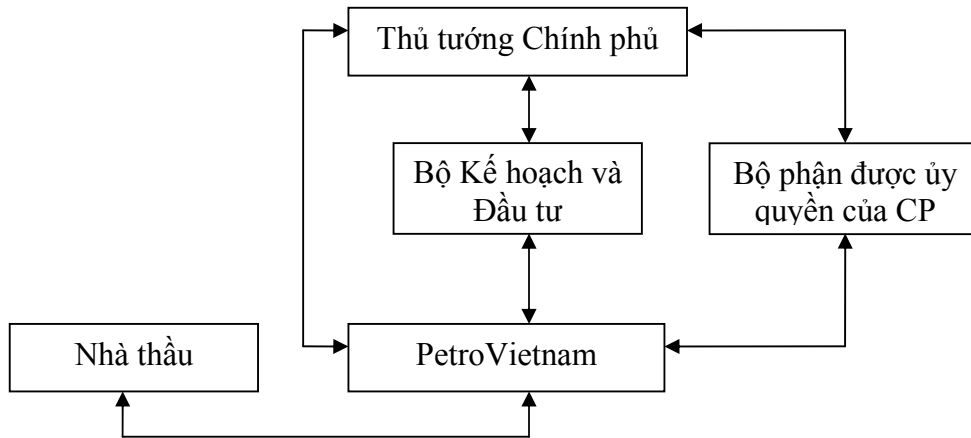 Thủ tướng Chính phủ
Bộ Kế hoạch và
Đầu tư
Bộ phận được ủy
quyền của CP
Nhà thầu
PetroVietnam